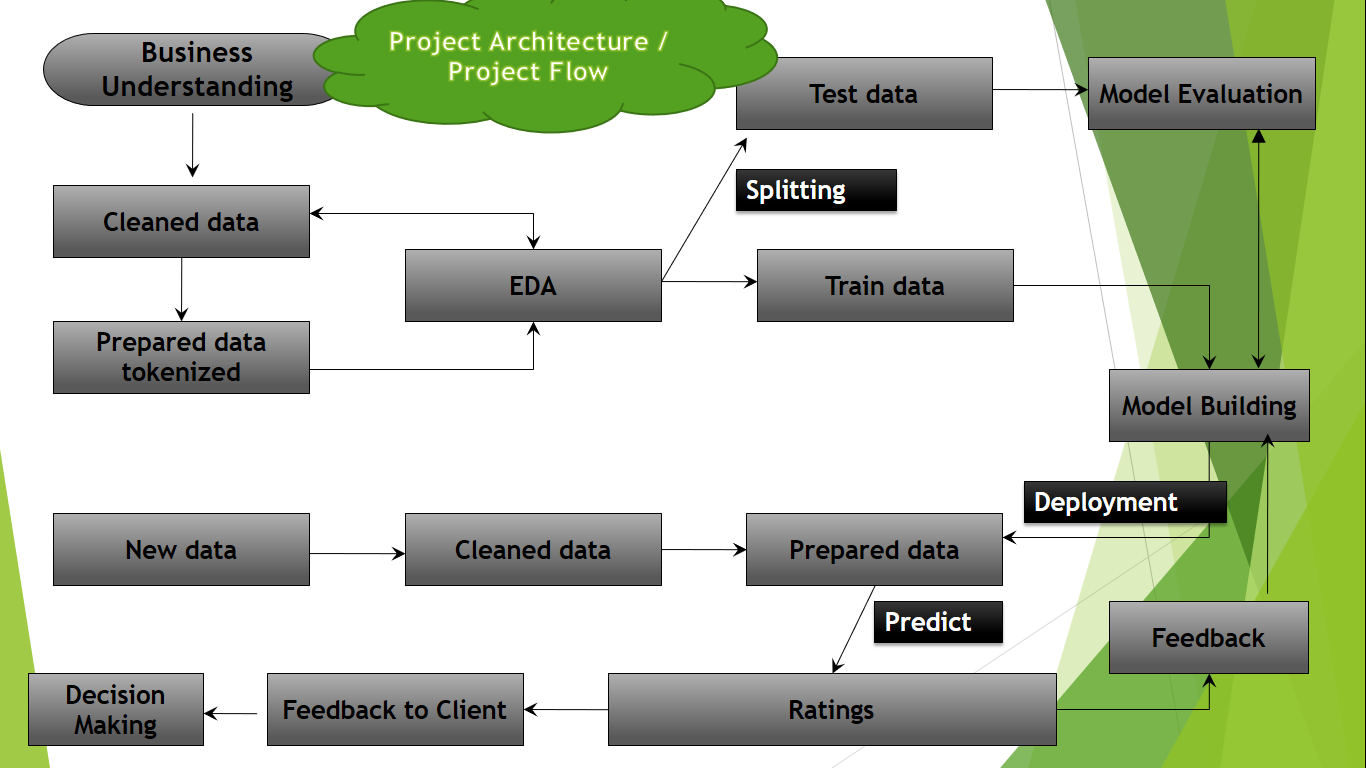 Project Architecture /
Project Flow
Business
Understanding
Test data
Model Evaluation
Splitting
Cleaned data
EDA
Train data
Prepared data
tokenized
Model Building
Deployment
New data
Cleaned data
Prepared data
Predict
Feedback
Decision
Making
Feedback to Client
Ratings